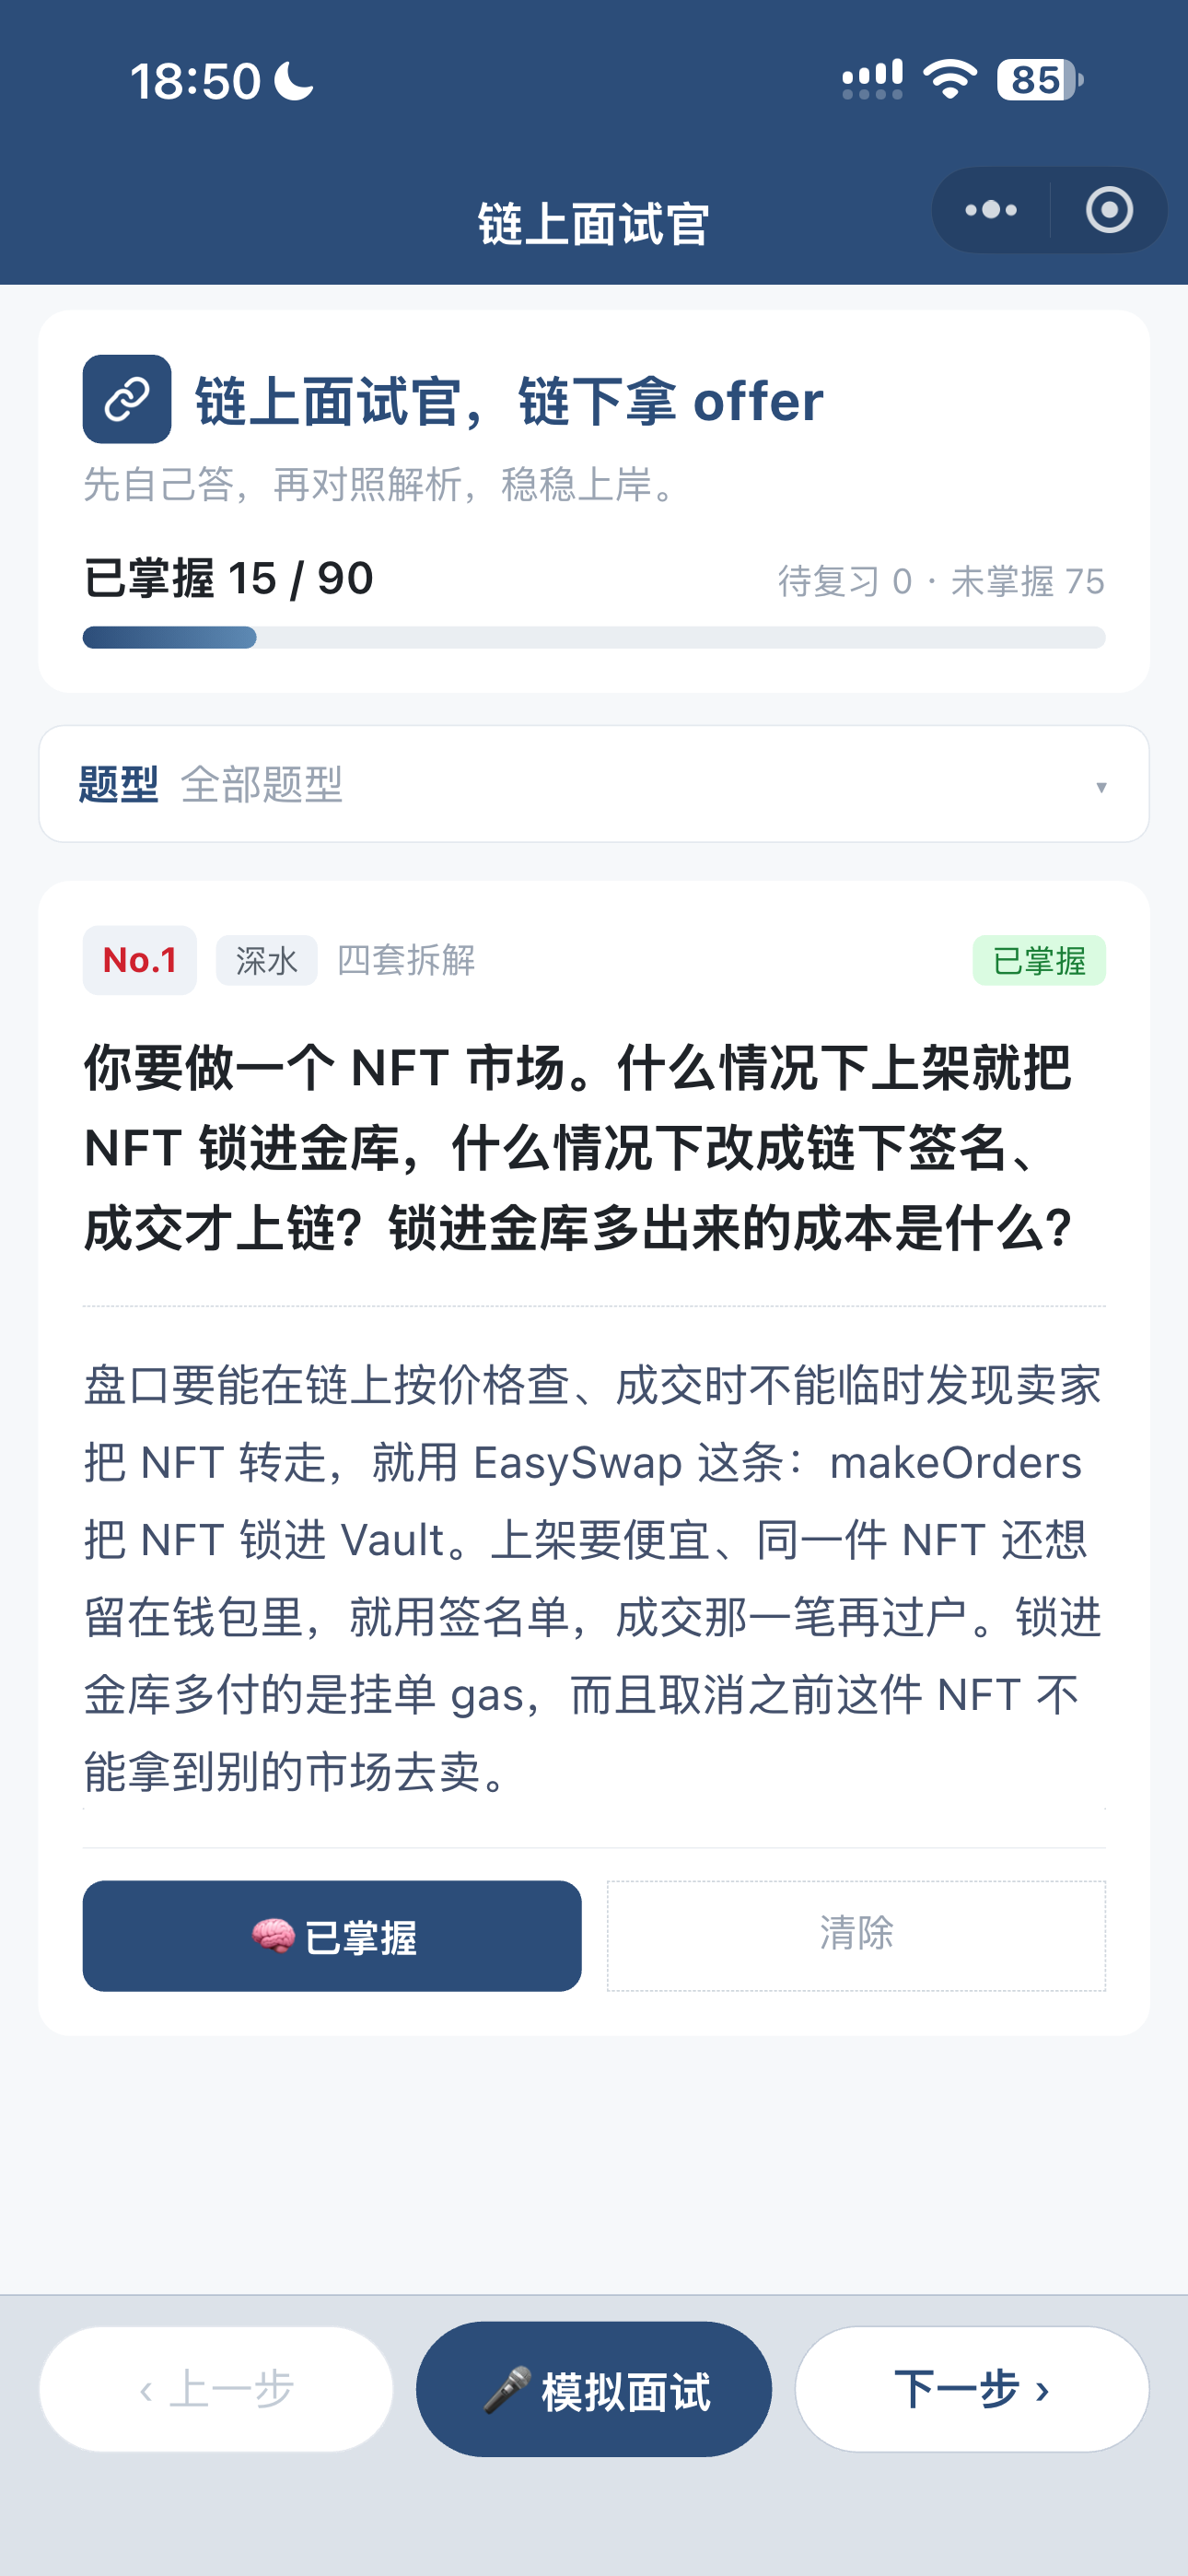 18:50
85
链上面试官
链上面试官，链下拿 offer
先自己答，再对照解析，稳稳上岸。
已掌握 15 / 90
待复习 0 · 未掌握 75
题型 全部题型
No.1 深水 四套拆解 已掌握
你要做一个 NFT 市场。什么情况下上架就把
NFT 锁进金库，什么情况下改成链下签名、
成交才上链？锁进金库多出来的成本是什么？
盘口要能在链上按价格查、成交时不能临时发现卖家
把 NFT 转走，就用 EasySwap 这条：makeOrders
把 NFT 锁进 Vault。上架要便宜、同一件 NFT 还想
留在钱包里，就用签名单，成交那一笔再过户。锁进
金库多付的是挂单 gas，而且取消之前这件 NFT 不
能拿到别的市场去卖。
已掌握
清除
‹ 上一步
模拟面试
下一步 ›